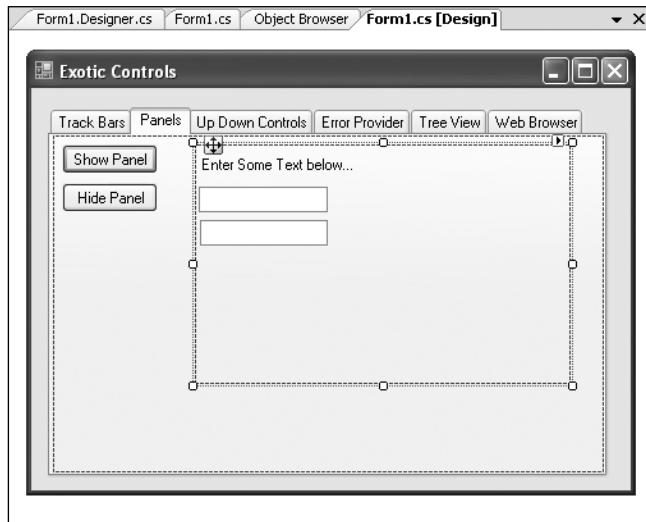 Form1.Designer.cs Form1.cs Object Browser Form1.cs [Design]
Exotic Controls
Track Bars Panels Up Down Controls Error Provider Tree View Web Browser
Show Panel
Enter Some Text below...
Hide Panel